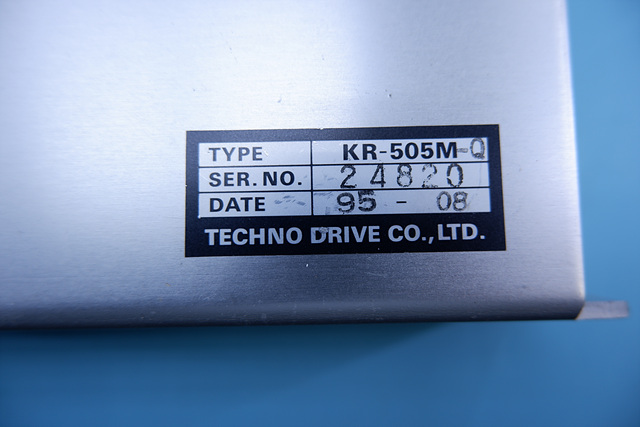 TYPE KR-505M-Q
SER.NO. 24820
DATE 95 - 08
TECHNO DRIVE CO.,LTD.